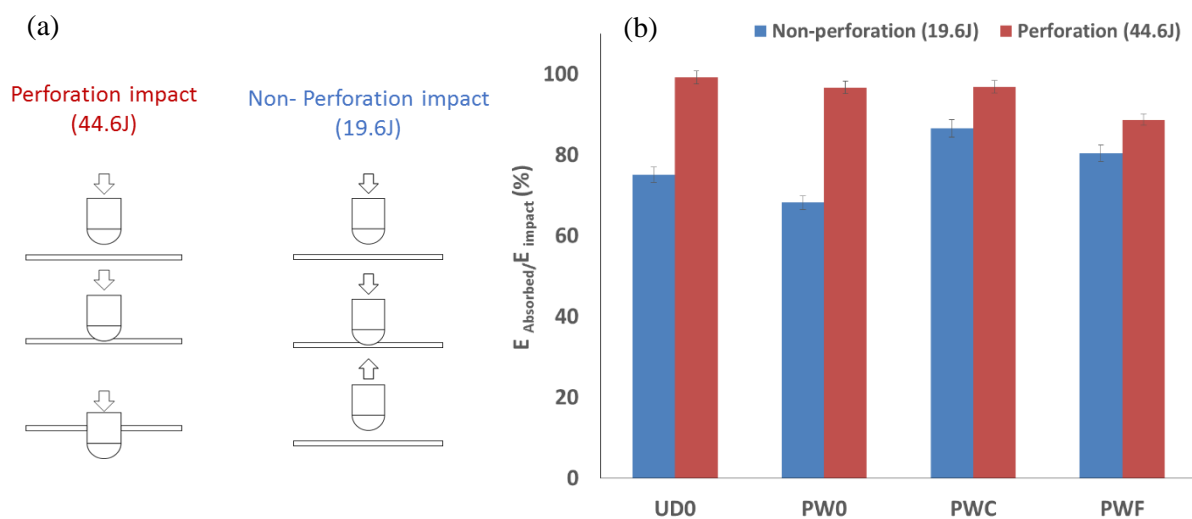 (a)
Perforation impact
(44.6J)
Non- Perforation impact
(19.6J)
(b)
Non-perforation (19.6J)
Perforation (44.6J)
E Absorbed/E impact (%)
100
80
60
40
20
0
UD0
PW0
PWC
PWF